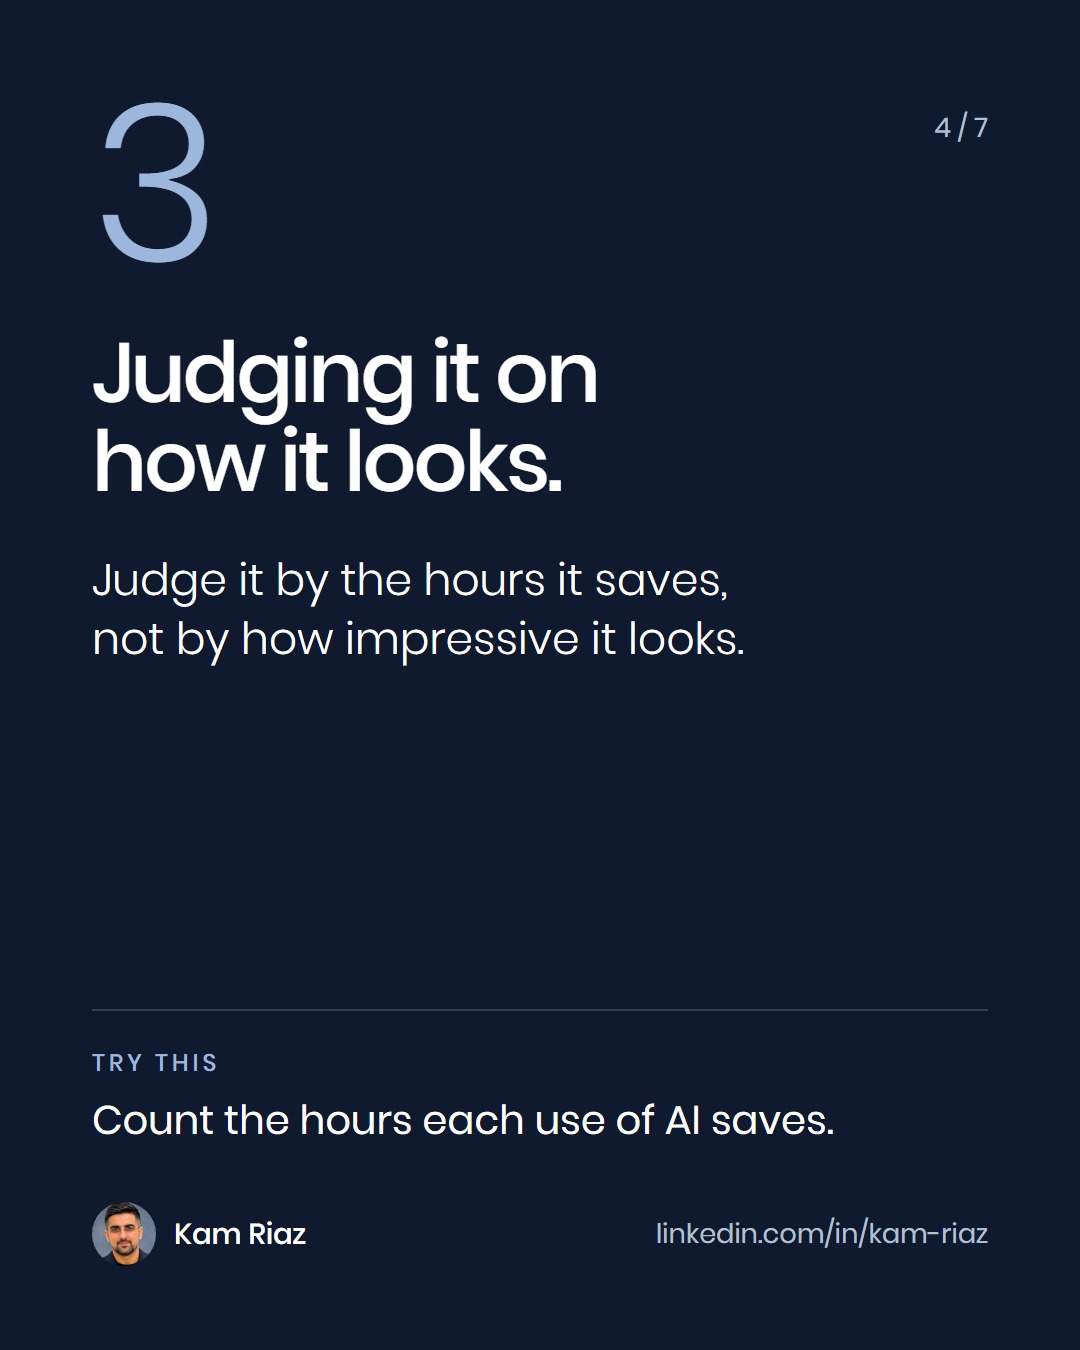 3
4 / 7
Judging it on
how it looks.
Judge it by the hours it saves,
not by how impressive it looks.
TRY THIS
Count the hours each use of AI saves.
Kam Riaz
linkedin.com/in/kam-riaz